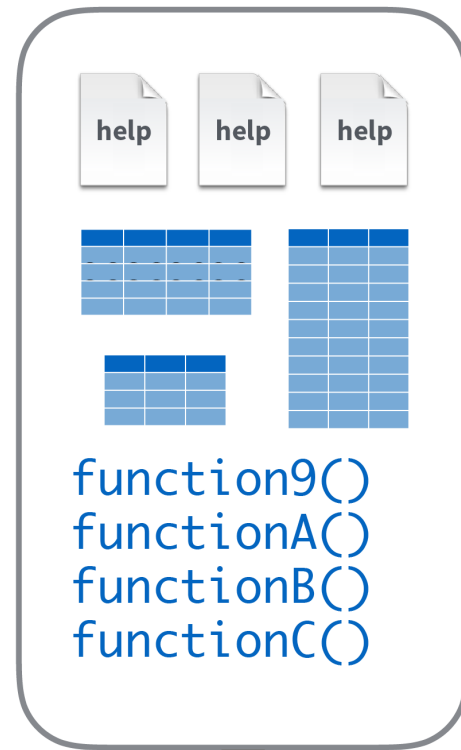 help help help
function9()
functionA()
functionB()
functionC()